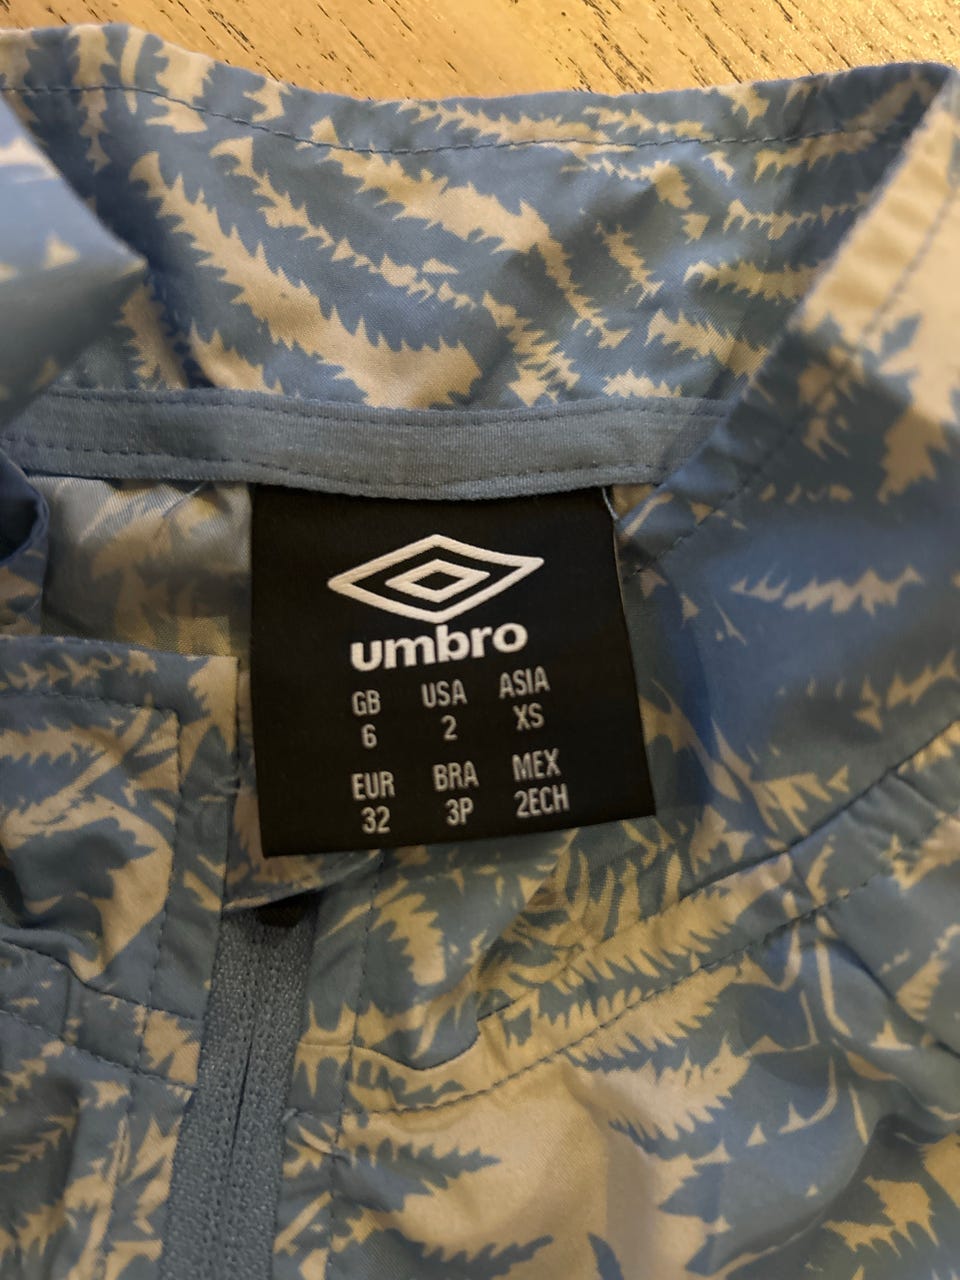 umbro
GB USA ASIA
6 2 XS
EUR BRA MEX
32 3P 2ECH